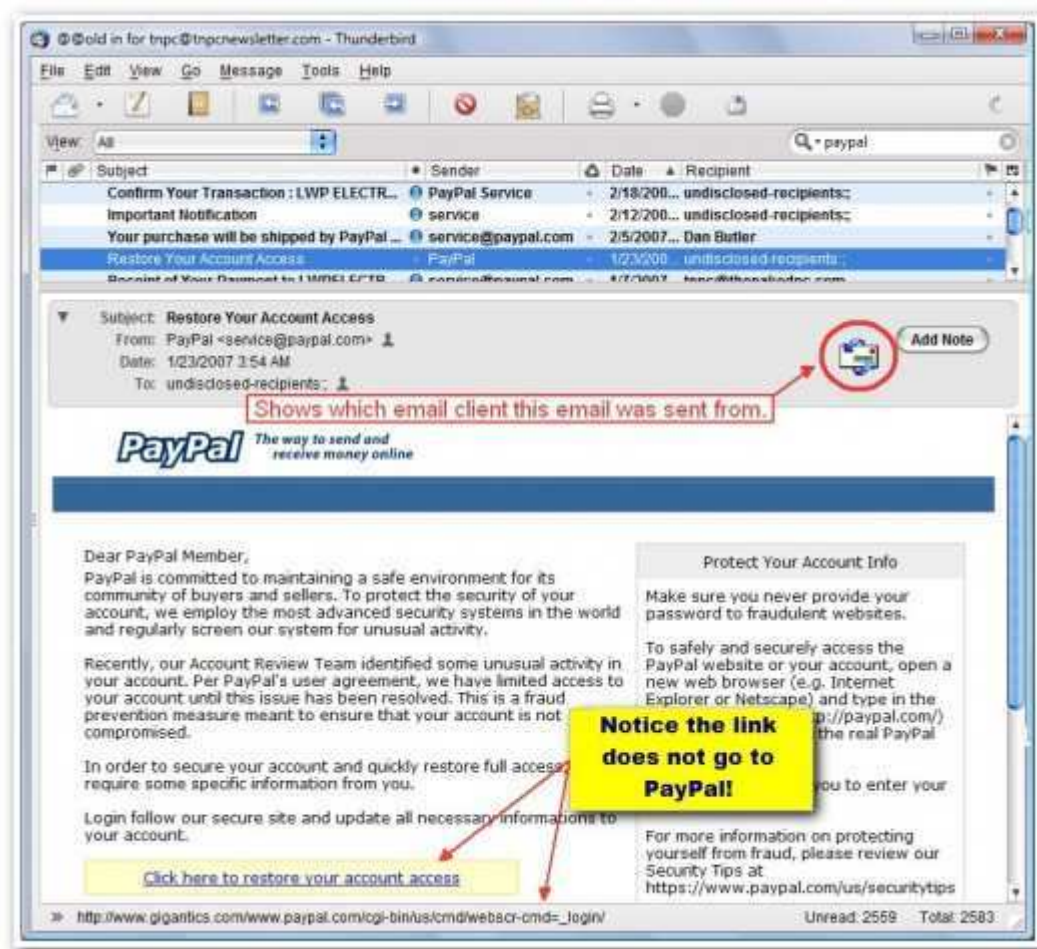 old in for tnpc@tnpcnewsletter.com - Thunderbird
File Edit View Go Message Tools Help
View: All
paypal
Subject Sender Date Recipient
Confirm Your Transaction : LWP ELECTR... PayPal Service 2/18/200... undisclosed-recipients:;
Important Notification service 2/12/200... undisclosed-recipients:;
Your purchase will be shipped by PayPal ... service@paypal.com 2/5/2007... Dan Butler
Restore Your Account Access PayPal 1/23/200... undisclosed-recipients:;
Subject: Restore Your Account Access
From: PayPal <service@paypal.com>
Date: 1/23/2007 3:54 AM
To: undisclosed-recipients:;
Add Note
Shows which email client this email was sent from.
PayPal The way to send and
receive money online
Dear PayPal Member,
PayPal is committed to maintaining a safe environment for its
community of buyers and sellers. To protect the security of your
account, we employ the most advanced security systems in the world
and regularly screen our system for unusual activity.
Recently, our Account Review Team identified some unusual activity in
your account. Per PayPal's user agreement, we have limited access to
your account until this issue has been resolved. This is a fraud
prevention measure meant to ensure that your account is not
compromised.
In order to secure your account and quickly restore full access
require some specific information from you.
Login follow our secure site and update all necessary informations to
your account.
Click here to restore your account access
Protect Your Account Info
Make sure you never provide your
password to fraudulent websites.
To safely and securely access the
PayPal website or your account, open a
new web browser (e.g. Internet
Explorer or Netscape) and type in the
p://paypal.com/)
the real PayPal
you to enter your
For more information on protecting
yourself from fraud, please review our
Security Tips at
https://www.paypal.com/us/securitytips
Notice the link
does not go to
PayPal!
http://www.gigantics.com/www.paypal.com/cgi-bin/us/cmd/webscr-cmd=_login/
Unread: 2559 Total: 2583